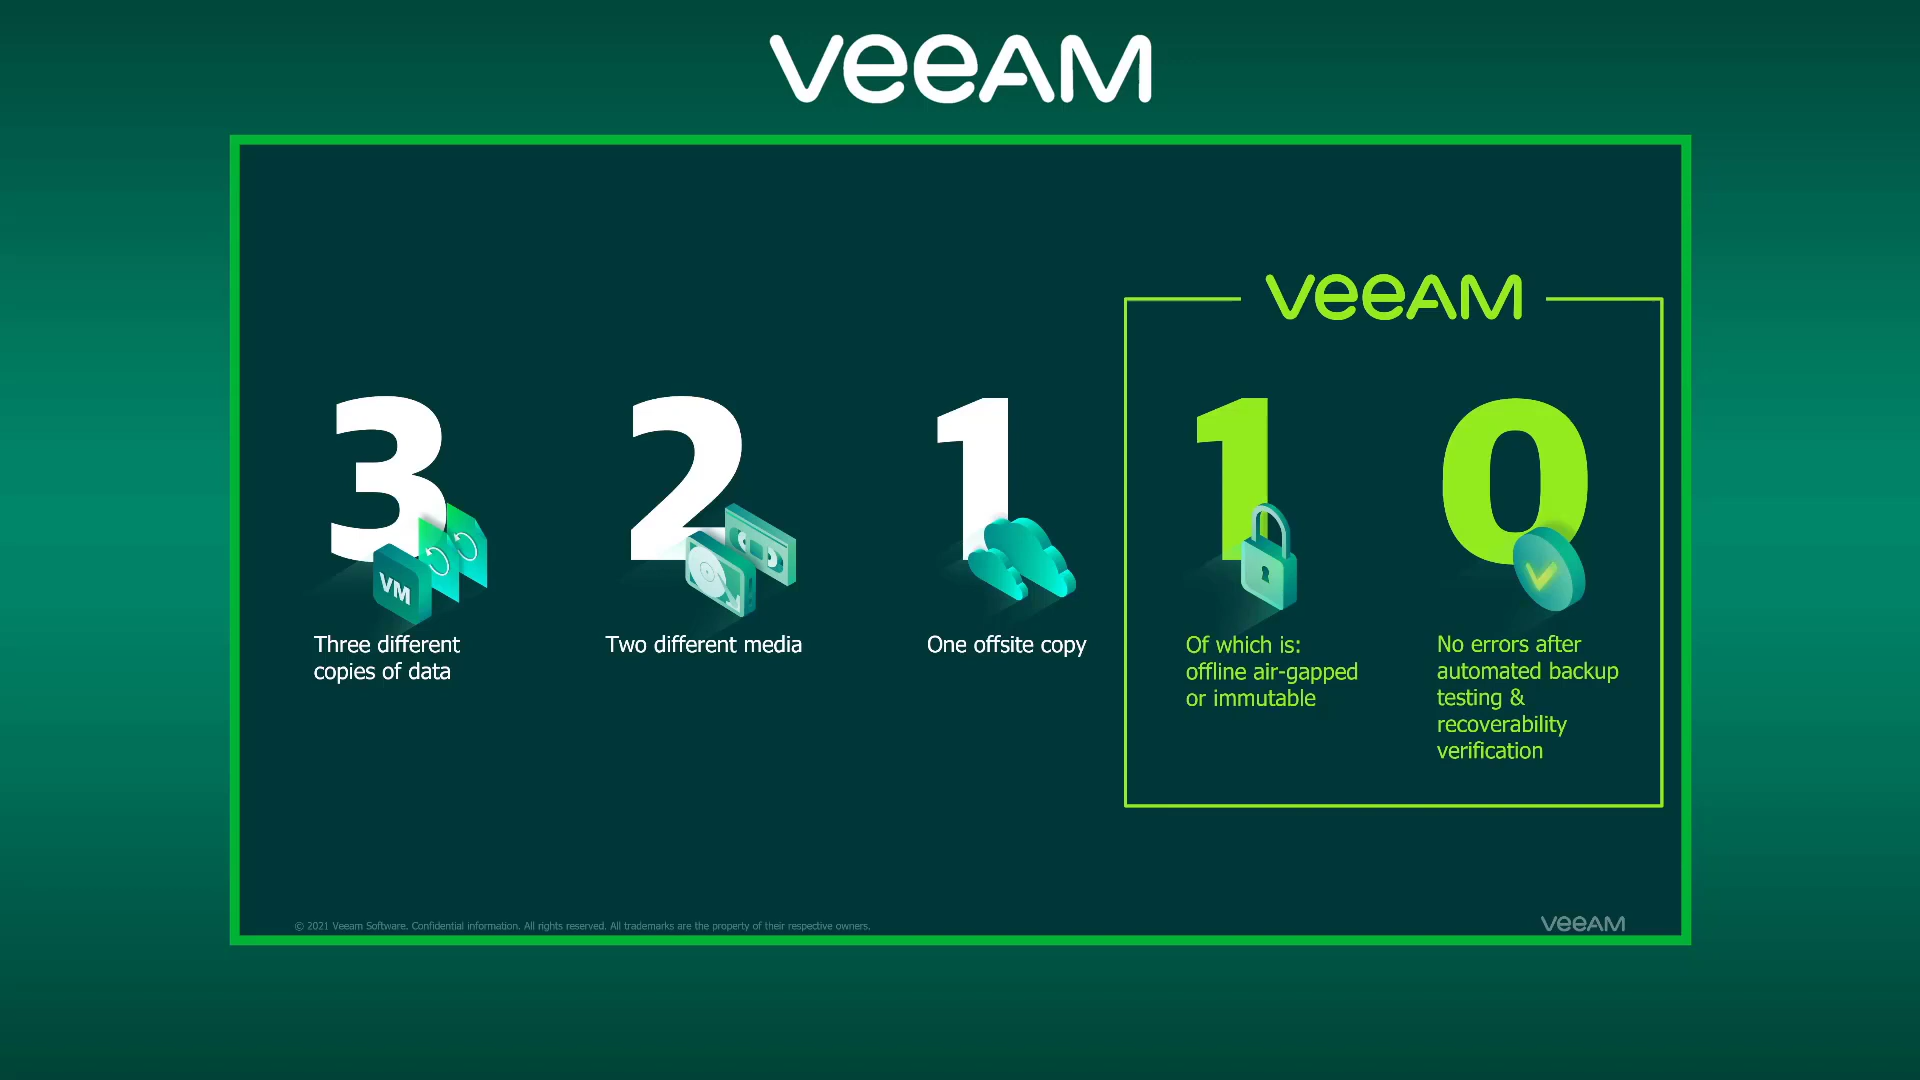 veeAM
veeAM
3
2
1
1
0
VM
Three different
copies of data
Two different media
One offsite copy
Of which is:
offline air-gapped
or immutable
No errors after
automated backup
testing &
recoverability
verification
© 2021 Veeam Software. Confidential information. All rights reserved. All trademarks are the property of their respective owners.
veeAM